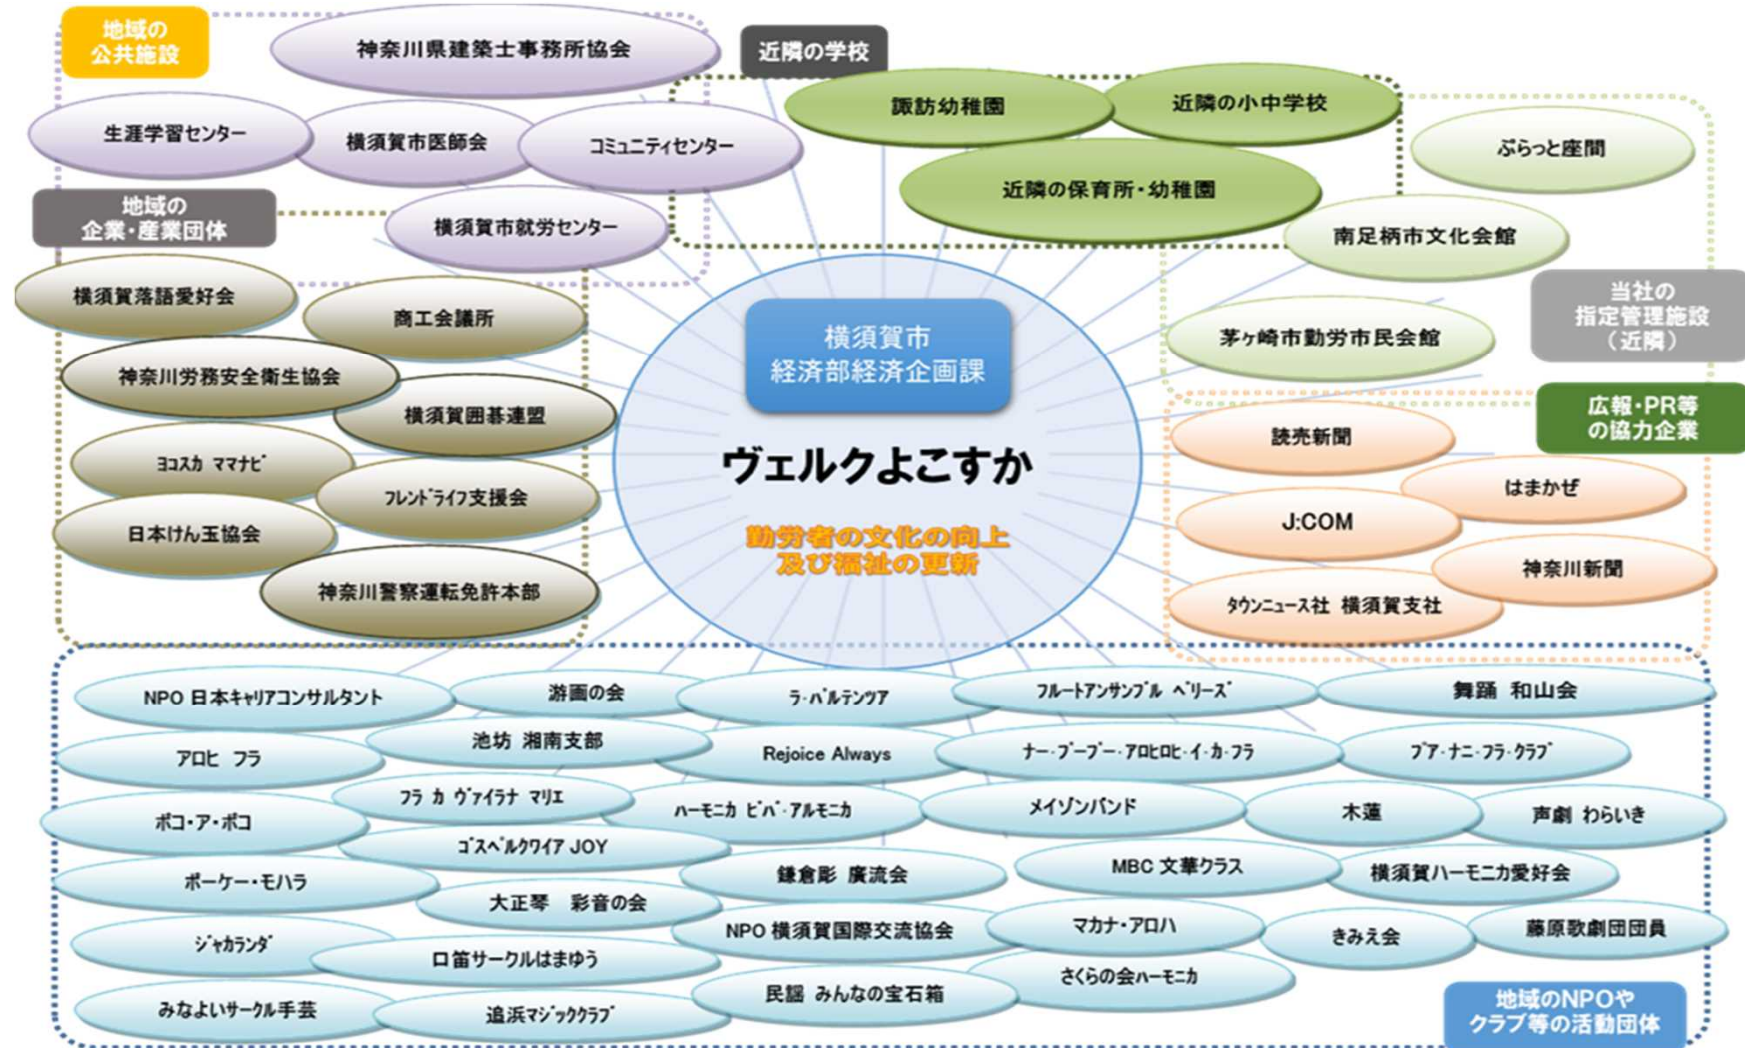 地域の
公共施設
神奈川県建築士事務所協会
生涯学習センター
横須賀市医師会
コミュニティセンター
横須賀市就労センター
近隣の学校
諏訪幼稚園
近隣の小中学校
近隣の保育所・幼稚園
ぷらっと座間
南足柄市文化会館
茅ヶ崎市勤労市民会館
当社の
指定管理施設
（近隣）
地域の
企業・産業団体
横須賀落語愛好会
商工会議所
神奈川労務安全衛生協会
横須賀囲碁連盟
ﾖｺｽｶ ﾏﾏﾅﾋﾞ
ﾌﾚﾝﾄﾞﾗｲﾌ支援会
日本けん玉協会
神奈川警察運転免許本部
横須賀市
経済部経済企画課
ヴェルクよこすか
勤労者の文化の向上
及び福祉の更新
広報・PR等
の協力企業
読売新聞
はまかぜ
J:COM
神奈川新聞
ﾀｳﾝﾆｭｰｽ社 横須賀支社
NPO 日本ｷｬﾘｱｺﾝｻﾙﾀﾝﾄ
游画の会
ﾗ･ﾊﾞﾙﾃﾝﾂｱ
ﾌﾙｰﾄｱﾝｻﾝﾌﾞﾙ ﾍﾞﾘｰｽﾞ
舞踊 和山会
ｱﾛﾋ ﾌﾗ
池坊 湘南支部
Rejoice Always
ﾅｰ･ﾌﾟｰﾌﾟｰ･ｱﾛﾋﾛﾋ･ｲ･ｶ･ﾌﾗ
ﾌﾟｱ･ﾅﾆ･ﾌﾗ･ｸﾗﾌﾞ
ﾌﾗ ｶ ｳﾞｧｲﾗﾅ ﾏﾘｴ
ﾊｰﾓﾆｶ ﾋﾞﾊﾞ･ｱﾙﾓﾆｶ
メイゾンバンド
木蓮
声劇 わらいき
ポコ・ア・ポコ
ｺﾞｽﾍﾟﾙｸﾜｲｱ JOY
鎌倉彫 廣流会
MBC 文華ｸﾗｽ
横須賀ﾊｰﾓﾆｶ愛好会
ポーケー・モハラ
大正琴 彩音の会
NPO 横須賀国際交流協会
マカナ・アロハ
きみえ会
藤原歌劇団団員
ｼﾞｬｶﾗﾝﾀﾞ
口笛サークルはまゆう
さくらの会ﾊｰﾓﾆｶ
民謡 みんなの宝石箱
みなよいｻｰｸﾙ手芸
追浜ﾏｼﾞｯｸｸﾗﾌﾞ
地域のNPOや
クラブ等の活動団体